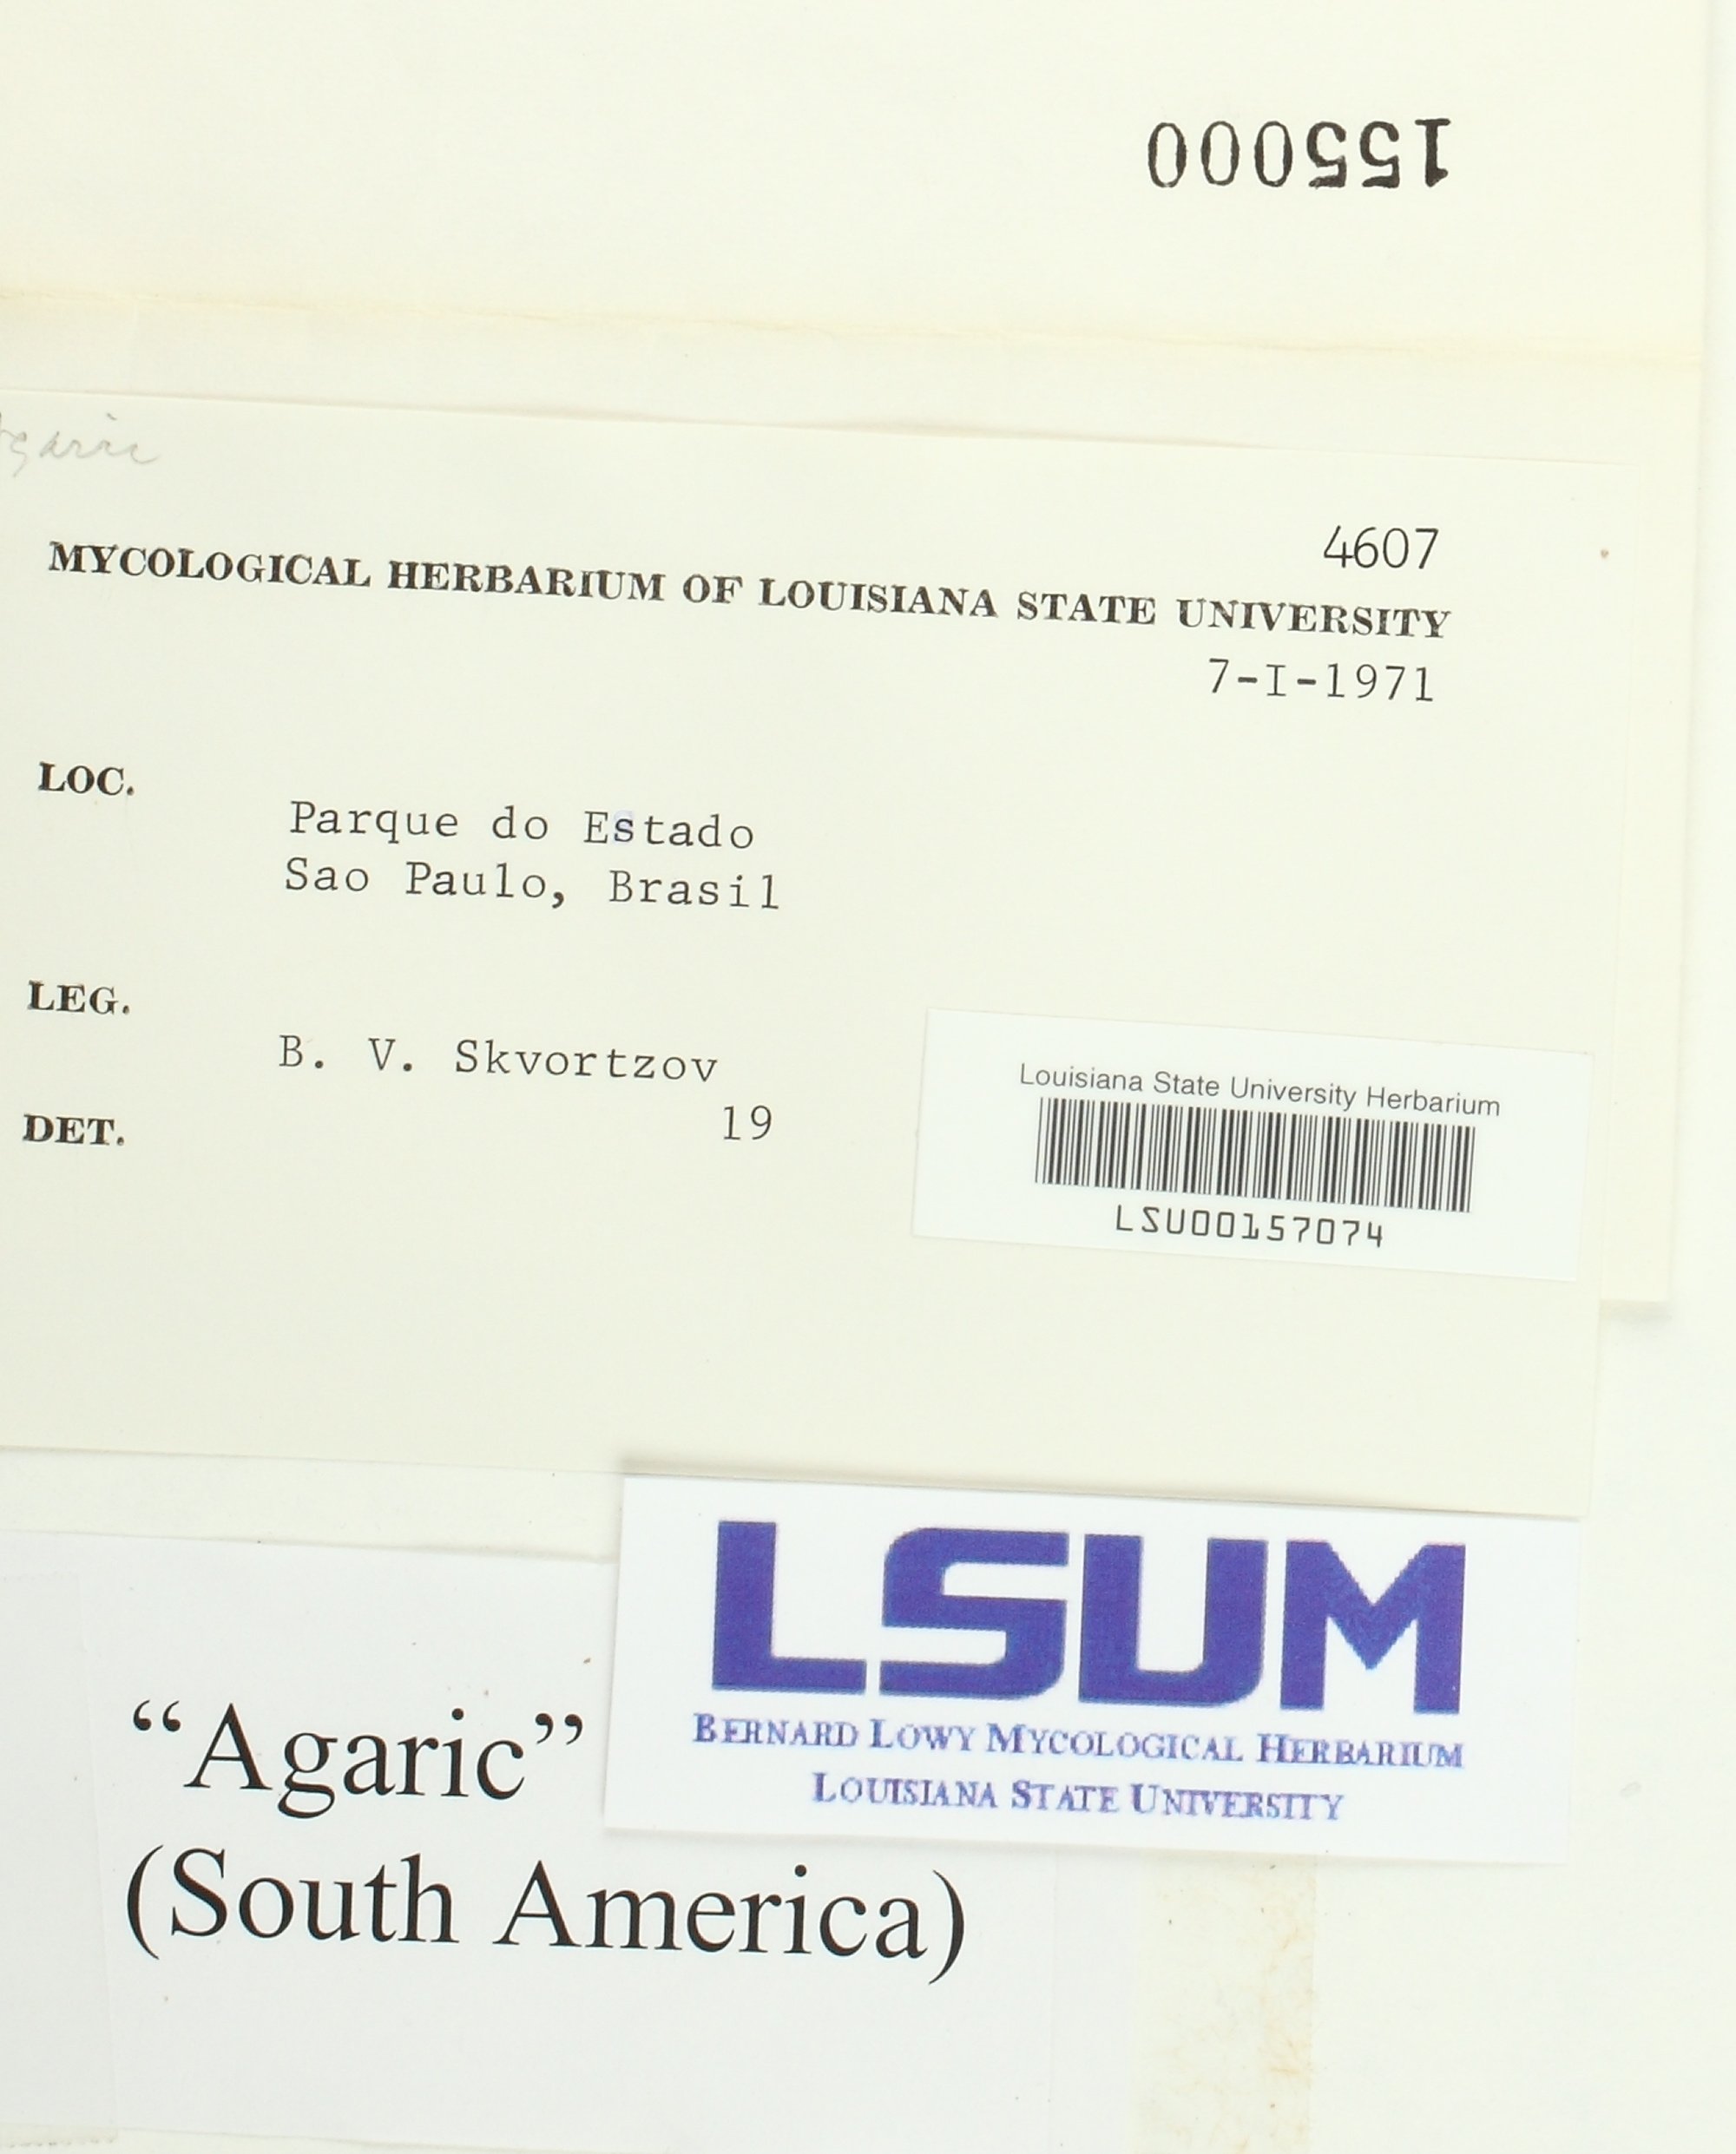 155000
Agaric
4607
MYCOLOGICAL HERBARIUM OF LOUISIANA STATE UNIVERSITY
7-I-1971
LOC.
Parque do Estado
Sao Paulo, Brasil
LEG.
B. V. Skvortzov
DET.
19
Louisiana State University Herbarium
LSU00157074
LSUM
BERNARD LOWY MYCOLOGICAL HERBARIUM
LOUISIANA STATE UNIVERSITY
“Agaric”
(South America)